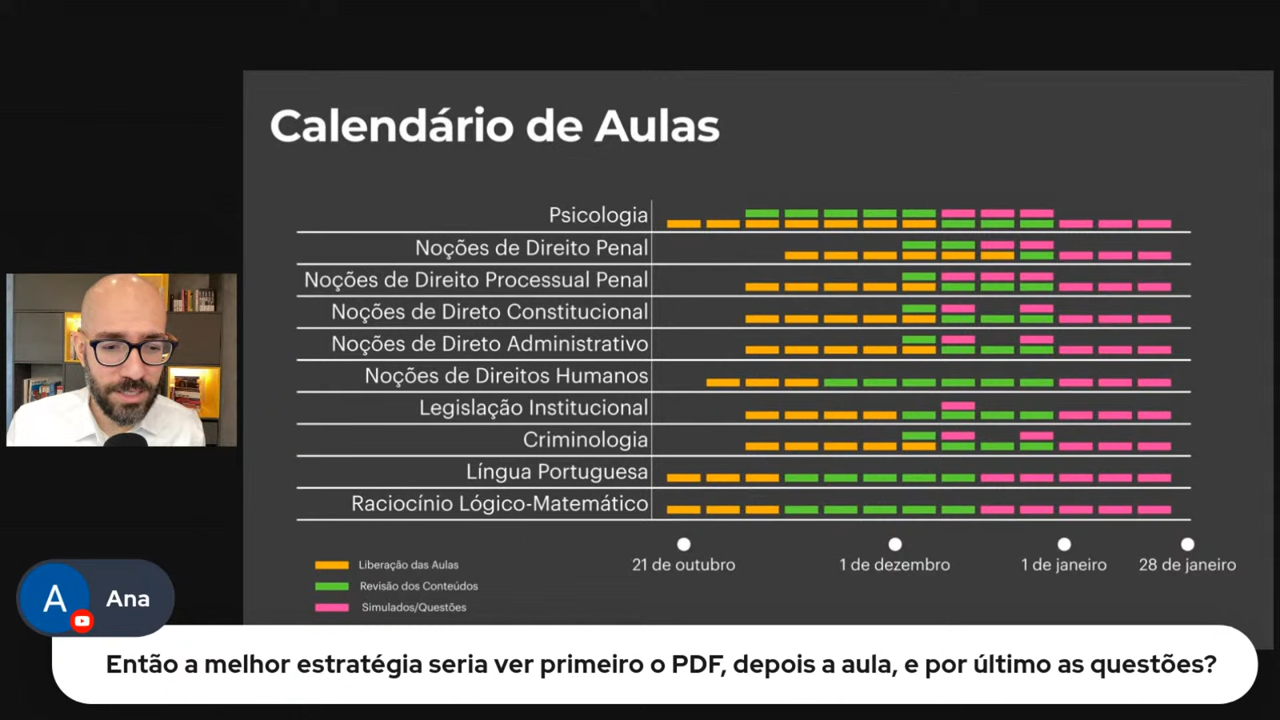 Calendário de Aulas
Psicologia
Noções de Direito Penal
Noções de Direito Processual Penal
Noções de Direto Constitucional
Noções de Direto Administrativo
Noções de Direitos Humanos
Legislação Institucional
Criminologia
Língua Portuguesa
Raciocínio Lógico-Matemático
21 de outubro
1 de dezembro
1 de janeiro
28 de janeiro
Liberação das Aulas
Revisão dos Conteúdos
Simulados/Questões
A
Ana
Então a melhor estratégia seria ver primeiro o PDF, depois a aula, e por último as questões?